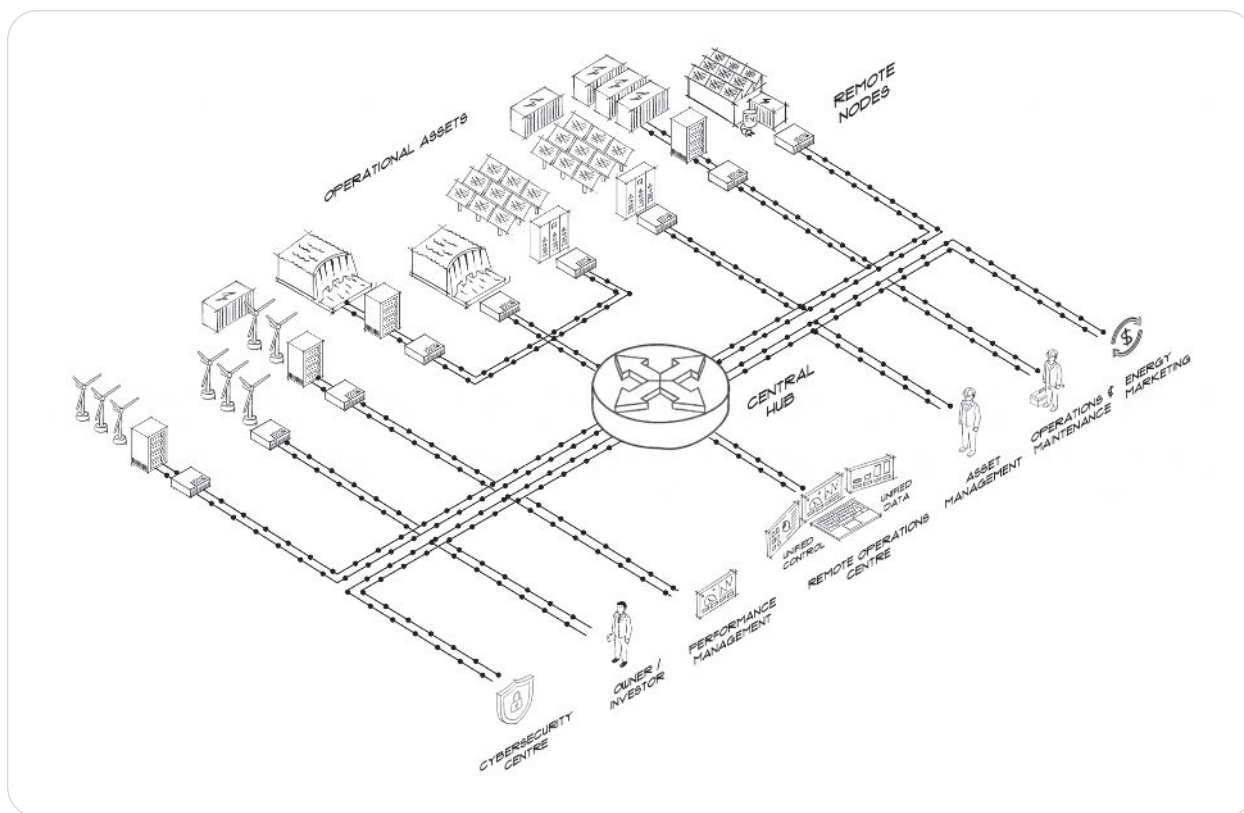 OPERATIONAL ASSETS
REMOTE
NODES
CENTRAL
HUB
ENERGY
MARKETING
OPERATIONS &
MAINTENANCE
ASSET
MANAGEMENT
UNIFIED
DATA
UNIFIED
CONTROL
REMOTE OPERATIONS
CENTRE
PERFORMANCE
MANAGEMENT
OWNER /
INVESTOR
CYBERSECURITY
CENTRE